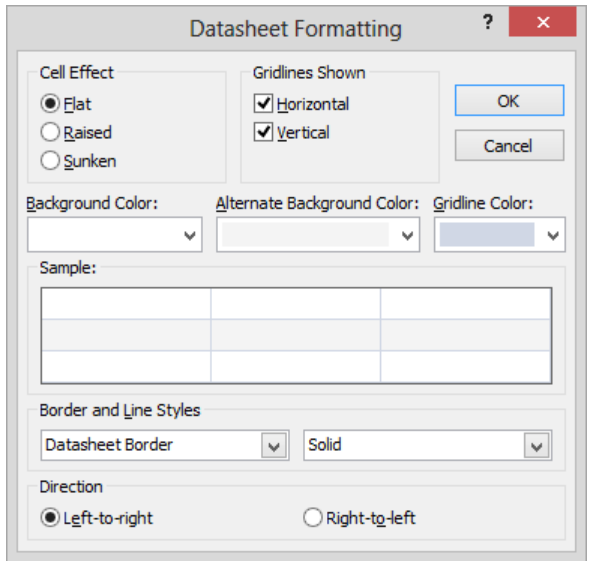 Datasheet Formatting ?
Cell Effect
Flat
Raised
Sunken
Gridlines Shown
Horizontal
Vertical
OK
Cancel
Background Color:
Alternate Background Color:
Gridline Color:
Sample:
Border and Line Styles
Datasheet Border
Solid
Direction
Left-to-right
Right-to-left